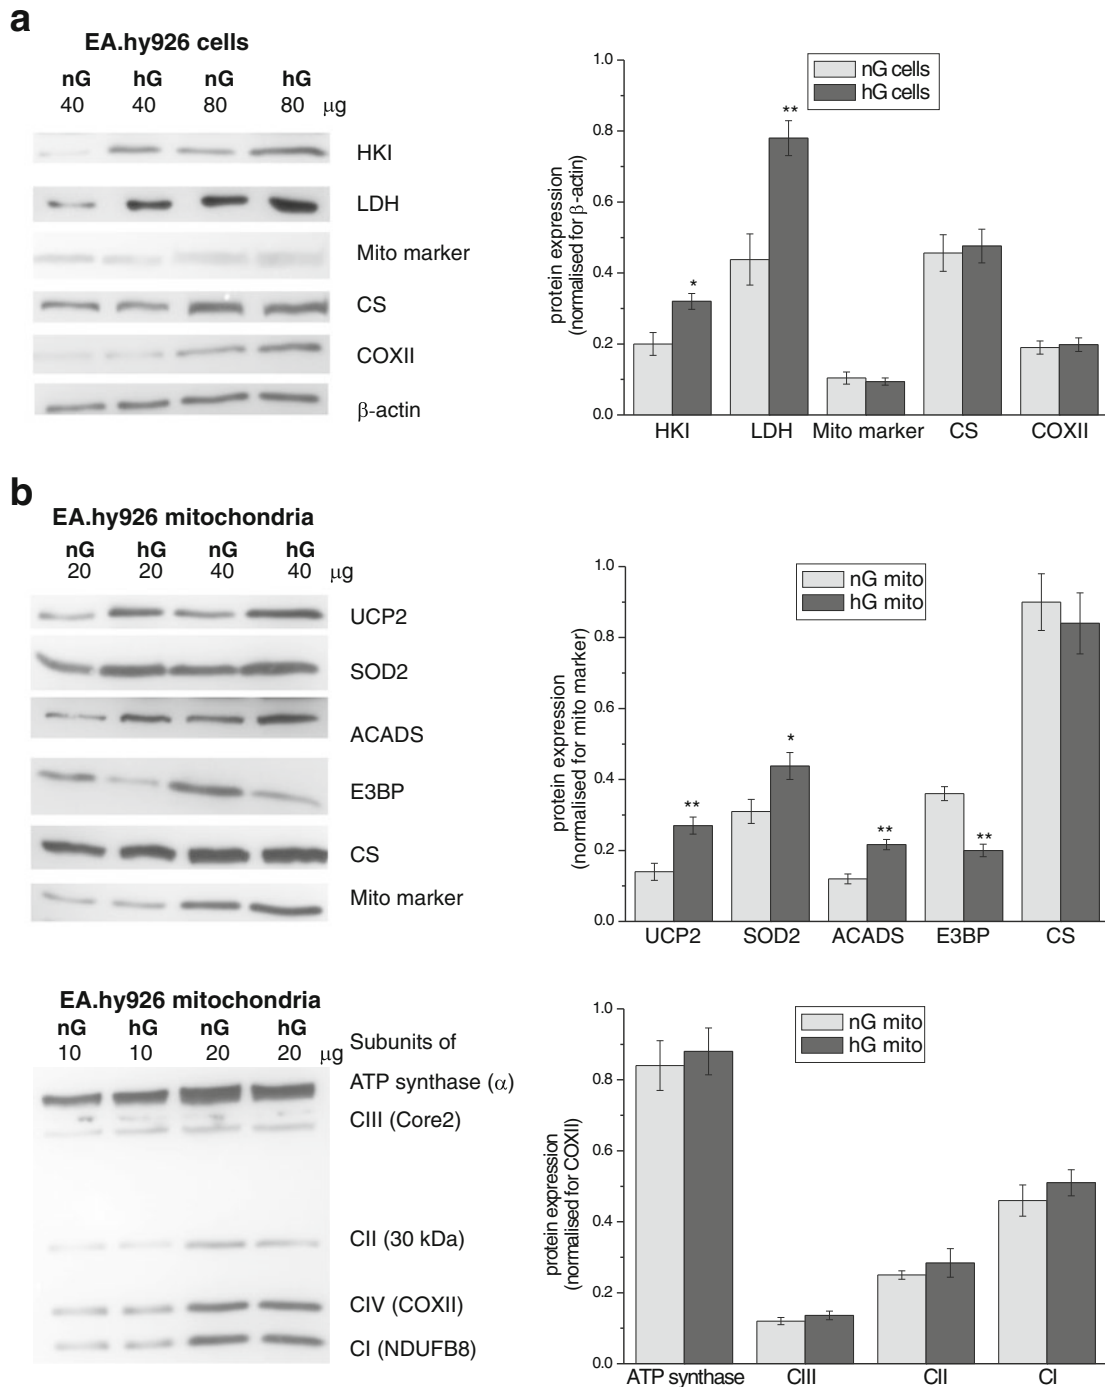 a
EA.hy926 cells
nG hG nG hG
40 40 80 80 μg
HKI
LDH
Mito marker
CS
COXII
β-actin
1.0
0.8
0.6
0.4
0.2
0.0
protein expression
(normalised for β-actin)
nG cells
hG cells
*
**
HKI LDH Mito marker CS COXII
b
EA.hy926 mitochondria
nG hG nG hG
20 20 40 40 μg
UCP2
SOD2
ACADS
E3BP
CS
Mito marker
1.0
0.8
0.6
0.4
0.2
0.0
protein expression
(normalised for mito marker)
nG mito
hG mito
**
*
**
**
UCP2 SOD2 ACADS E3BP CS
EA.hy926 mitochondria
nG hG nG hG
10 10 20 20 μg
Subunits of
ATP synthase (α)
CIII (Core2)
CII (30 kDa)
CIV (COXII)
CI (NDUFB8)
1.0
0.8
0.6
0.4
0.2
0.0
protein expression
(normalised for COXII)
nG mito
hG mito
ATP synthase CIII CII CI